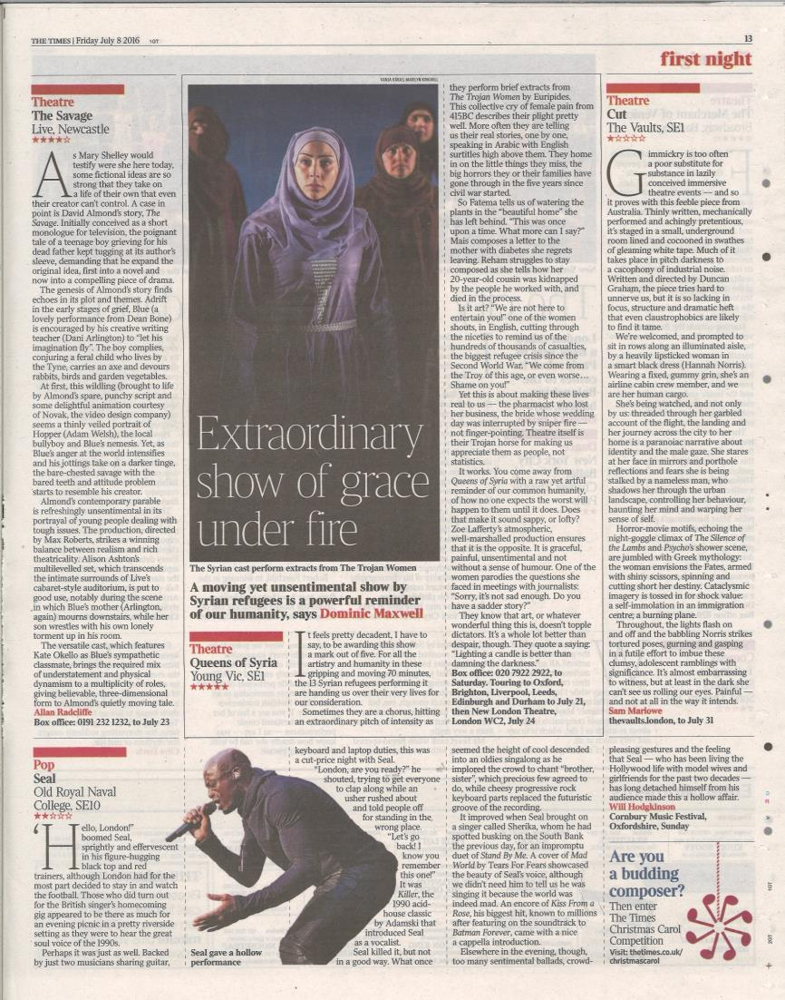 THE TIMES | Friday July 8 2016 1GT
13
first night
Theatre
The Savage
Live, Newcastle
★★★★☆
As Mary Shelley would
testify were she here today,
some fictional ideas are so
strong that they take on
a life of their own that even
their creator can't control. A case in
point is David Almond's story, The
Savage. Initially conceived as a short
monologue for television, the poignant
tale of a teenage boy grieving for his
dead father kept tugging at its author's
sleeve, demanding that he expand the
original idea, first into a novel and
now into a compelling piece of drama.
The genesis of Almond's story finds
echoes in its plot and themes. Adrift
in the early stages of grief, Blue (a
lovely performance from Dean Bone)
is encouraged by his creative writing
teacher (Dani Arlington) to "let his
imagination fly". The boy complies,
conjuring a feral child who lives by
the Tyne, carries an axe and devours
rabbits, birds and garden vegetables.
At first, this wildling (brought to life
by Almond's spare, punchy script and
some delightful animation courtesy
of Novak, the video design company)
seems a thinly veiled portrait of
Hopper (Adam Welsh), the local
bullyboy and Blue's nemesis. Yet, as
Blue's anger at the world intensifies
and his jottings take on a darker tinge,
the bare-chested savage with the
bared teeth and attitude problem
starts to resemble his creator.
Almond's contemporary parable
is refreshingly unsentimental in its
portrayal of young people dealing with
tough issues. The production, directed
by Max Roberts, strikes a winning
balance between realism and rich
theatricality. Alison Ashton's
multilevelled set, which transcends
the intimate surrounds of Live's
cabaret-style auditorium, is put to
good use, notably during the scene
in which Blue's mother (Arlington,
again) mourns downstairs, while her
son wrestles with his own lonely
torment up in his room.
The versatile cast, which features
Kate Okello as Blue's sympathetic
classmate, brings the required mix
of understatement and physical
dynamism to a multiplicity of roles,
giving believable, three-dimensional
form to Almond's quietly moving tale.
Allan Radcliffe
Box office: 0191 232 1232, to July 23
Extraordinary
show of grace
under fire
The Syrian cast perform extracts from The Trojan Women
A moving yet unsentimental show by
Syrian refugees is a powerful reminder
of our humanity, says Dominic Maxwell
Theatre
Queens of Syria
Young Vic, SE1
★★★★★
It feels pretty decadent, I have to
say, to be awarding this show
a mark out of five. For all the
artistry and humanity in these
gripping and moving 70 minutes,
the 13 Syrian refugees performing it
are handing us over their very lives for
our consideration.
Sometimes they are a chorus, hitting
an extraordinary pitch of intensity as
they perform brief extracts from
The Trojan Women by Euripides.
This collective cry of female pain from
415BC describes their plight pretty
well. More often they are telling
us their real stories, one by one,
speaking in Arabic with English
surtitles high above them. They home
in on the little things they miss, the
big horrors they or their families have
gone through in the five years since
civil war started.
So Fatema tells us of watering the
plants in the "beautiful home" she
has left behind. "This was once
upon a time. What more can I say?"
Mais composes a letter to the
mother with diabetes she regrets
leaving. Reham struggles to stay
composed as she tells how her
20-year-old cousin was kidnapped
by the people he worked with, and
died in the process.
Is it art? "We are not here to
entertain you!" one of the women
shouts, in English, cutting through
the niceties to remind us of the
hundreds of thousands of casualties,
the biggest refugee crisis since the
Second World War. "We come from
the Troy of this age, or even worse…
Shame on you!"
Yet this is about making these lives
real to us — the pharmacist who lost
her business, the bride whose wedding
day was interrupted by sniper fire —
not finger-pointing. Theatre itself is
their Trojan horse for making us
appreciate them as people, not
statistics.
It works. You come away from
Queens of Syria with a raw yet artful
reminder of our common humanity,
of how no one expects the worst will
happen to them until it does. Does
that make it sound sappy, or lofty?
Zoe Lafferty's atmospheric,
well-marshalled production ensures
that it is the opposite. It is graceful,
painful, unsentimental and not
without a sense of humour. One of the
women parodies the questions she
faced in meetings with journalists:
"Sorry, it's not sad enough. Do you
have a sadder story?"
They know that art, or whatever
wonderful thing this is, doesn't topple
dictators. It's a whole lot better than
despair, though. They quote a saying:
"Lighting a candle is better than
damning the darkness."
Box office: 020 7922 2922, to
Saturday. Touring to Oxford,
Brighton, Liverpool, Leeds,
Edinburgh and Durham to July 21,
then New London Theatre,
London WC2, July 24
Theatre
Cut
The Vaults, SE1
★☆☆☆☆
Gimmickry is too often
a poor substitute for
substance in lazily
conceived immersive
theatre events — and so
it proves with this feeble piece from
Australia. Thinly written, mechanically
performed and achingly pretentious,
it's staged in a small, underground
room lined and cocooned in swathes
of gleaming white tape. Much of it
takes place in pitch darkness to
a cacophony of industrial noise.
Written and directed by Duncan
Graham, the piece tries hard to
unnerve us, but it is so lacking in
focus, structure and dramatic heft
that even claustrophobics are likely
to find it tame.
We're welcomed, and prompted to
sit in rows along an illuminated aisle,
by a heavily lipsticked woman in
a smart black dress (Hannah Norris).
Wearing a fixed, gummy grin, she's an
airline cabin crew member, and we
are her human cargo.
She's being watched, and not only
by us: threaded through her garbled
account of the flight, the landing and
her journey across the city to her
home is a paranoiac narrative about
identity and the male gaze. She stares
at her face in mirrors and porthole
reflections and fears she is being
stalked by a nameless man, who
shadows her through the urban
landscape, controlling her behaviour,
haunting her mind and warping her
sense of self.
Horror-movie motifs, echoing the
night-goggle climax of The Silence of
the Lambs and Psycho's shower scene,
are jumbled with Greek mythology:
the woman envisions the Fates, armed
with shiny scissors, spinning and
cutting short her destiny. Cataclysmic
imagery is tossed in for shock value:
a self-immolation in an immigration
centre; a burning plane.
Throughout, the lights flash on
and off and the babbling Norris strikes
tortured poses, gurning and gasping
in a futile effort to imbue these
clumsy, adolescent ramblings with
significance. It's almost embarrassing
to witness, but at least in the dark she
can't see us rolling our eyes. Painful —
and not at all in the way it intends.
Sam Marlowe
thevaults.london, to July 31
Pop
Seal
Old Royal Naval
College, SE10
★★☆☆☆
'Hello, London!"
boomed Seal,
sprightly and effervescent
in his figure-hugging
black top and red
trainers, although London had for the
most part decided to stay in and watch
the football. Those who did turn out
for the British singer's homecoming
gig appeared to be there as much for
an evening picnic in a pretty riverside
setting as they were to hear the great
soul voice of the 1990s.
Perhaps it was just as well. Backed
by just two musicians sharing guitar,
Seal gave a hollow
performance
keyboard and laptop duties, this was
a cut-price night with Seal.
"London, are you ready?" he
shouted, trying to get everyone
to clap along while an
usher rushed about
and told people off
for standing in the
wrong place.
"Let's go
back! I
know you
remember
this one!"
It was
Killer, the
1990 acid-
house classic
by Adamski that
introduced Seal
as a vocalist.
Seal killed it, but not
in a good way. What once
seemed the height of cool descended
into an oldies singalong as he
implored the crowd to chant "brother,
sister", which precious few agreed to
do, while cheesy progressive rock
keyboard parts replaced the futuristic
groove of the recording.
It improved when Seal brought on
a singer called Sherika, whom he had
spotted busking on the South Bank
the previous day, for an impromptu
duet of Stand By Me. A cover of Mad
World by Tears For Fears showcased
the beauty of Seal's voice, although
we didn't need him to tell us he was
singing it because the world was
indeed mad. An encore of Kiss From a
Rose, his biggest hit, known to millions
after featuring on the soundtrack to
Batman Forever, came with a nice
a cappella introduction.
Elsewhere in the evening, though,
too many sentimental ballads, crowd-
pleasing gestures and the feeling
that Seal — who has been living the
Hollywood life with model wives and
girlfriends for the past two decades —
has long detached himself from his
audience made this a hollow affair.
Will Hodgkinson
Cornbury Music Festival,
Oxfordshire, Sunday
Are you
a budding
composer?
Then enter
The Times
Christmas Carol
Competition
Visit: thetimes.co.uk/
christmascarol